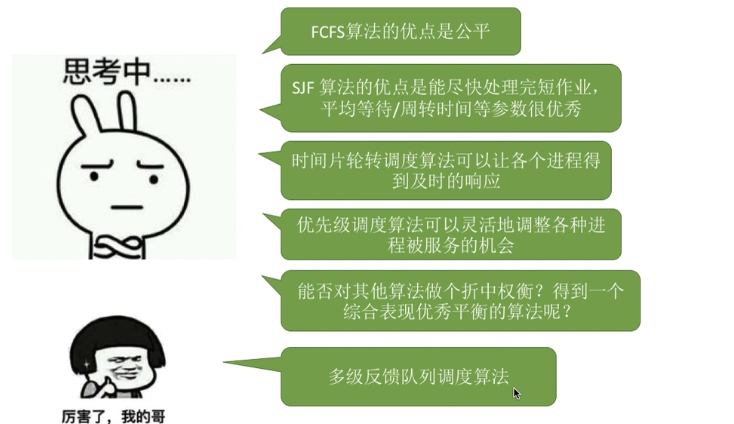 FCFS算法的优点是公平
思考中……
SJF 算法的优点是能尽快处理完短作业，
平均等待/周转时间等参数很优秀
时间片轮转调度算法可以让各个进程得
到及时的响应
优先级调度算法可以灵活地调整各种进
程被服务的机会
能否对其他算法做个折中权衡？得到一个
综合表现优秀平衡的算法呢？
多级反馈队列调度算法
厉害了，我的哥